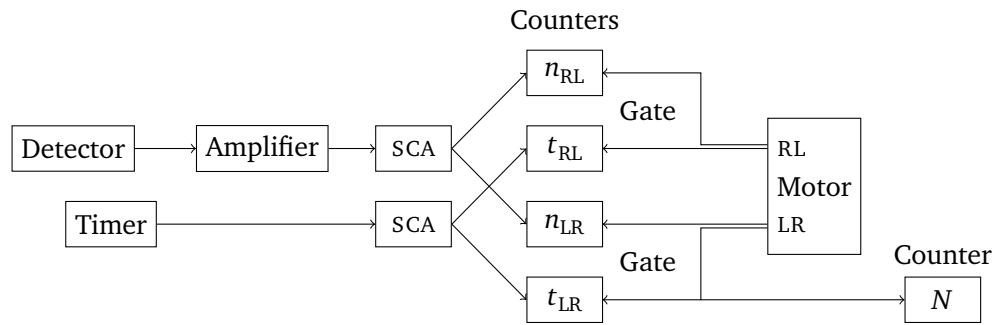 Counters
n_RL
Gate
Detector
Amplifier
SCA
t_RL
RL
Motor
Timer
SCA
n_LR
LR
Gate
Counter
t_LR
N